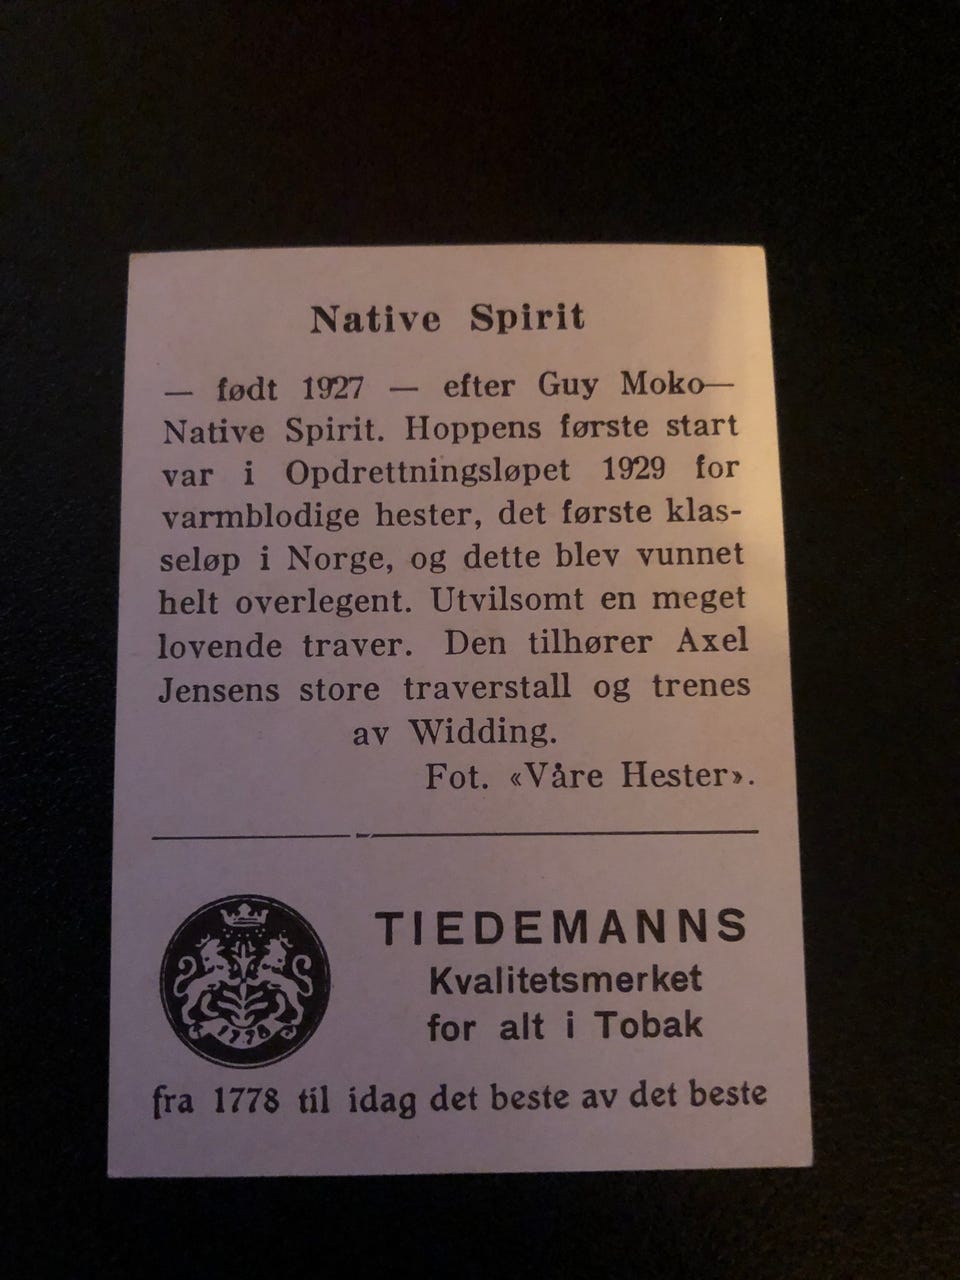 Native Spirit
— født 1927 — efter Guy Moko—
Native Spirit. Hoppens første start
var i Opdrettningsløpet 1929 for
varmblodige hester, det første klas-
seløp i Norge, og dette blev vunnet
helt overlegent. Utvilsomt en meget
lovende traver. Den tilhører Axel
Jensens store traverstall og trenes
av Widding.
Fot. «Våre Hester».
1778
TIEDEMANNS
Kvalitetsmerket
for alt i Tobak
fra 1778 til idag det beste av det beste